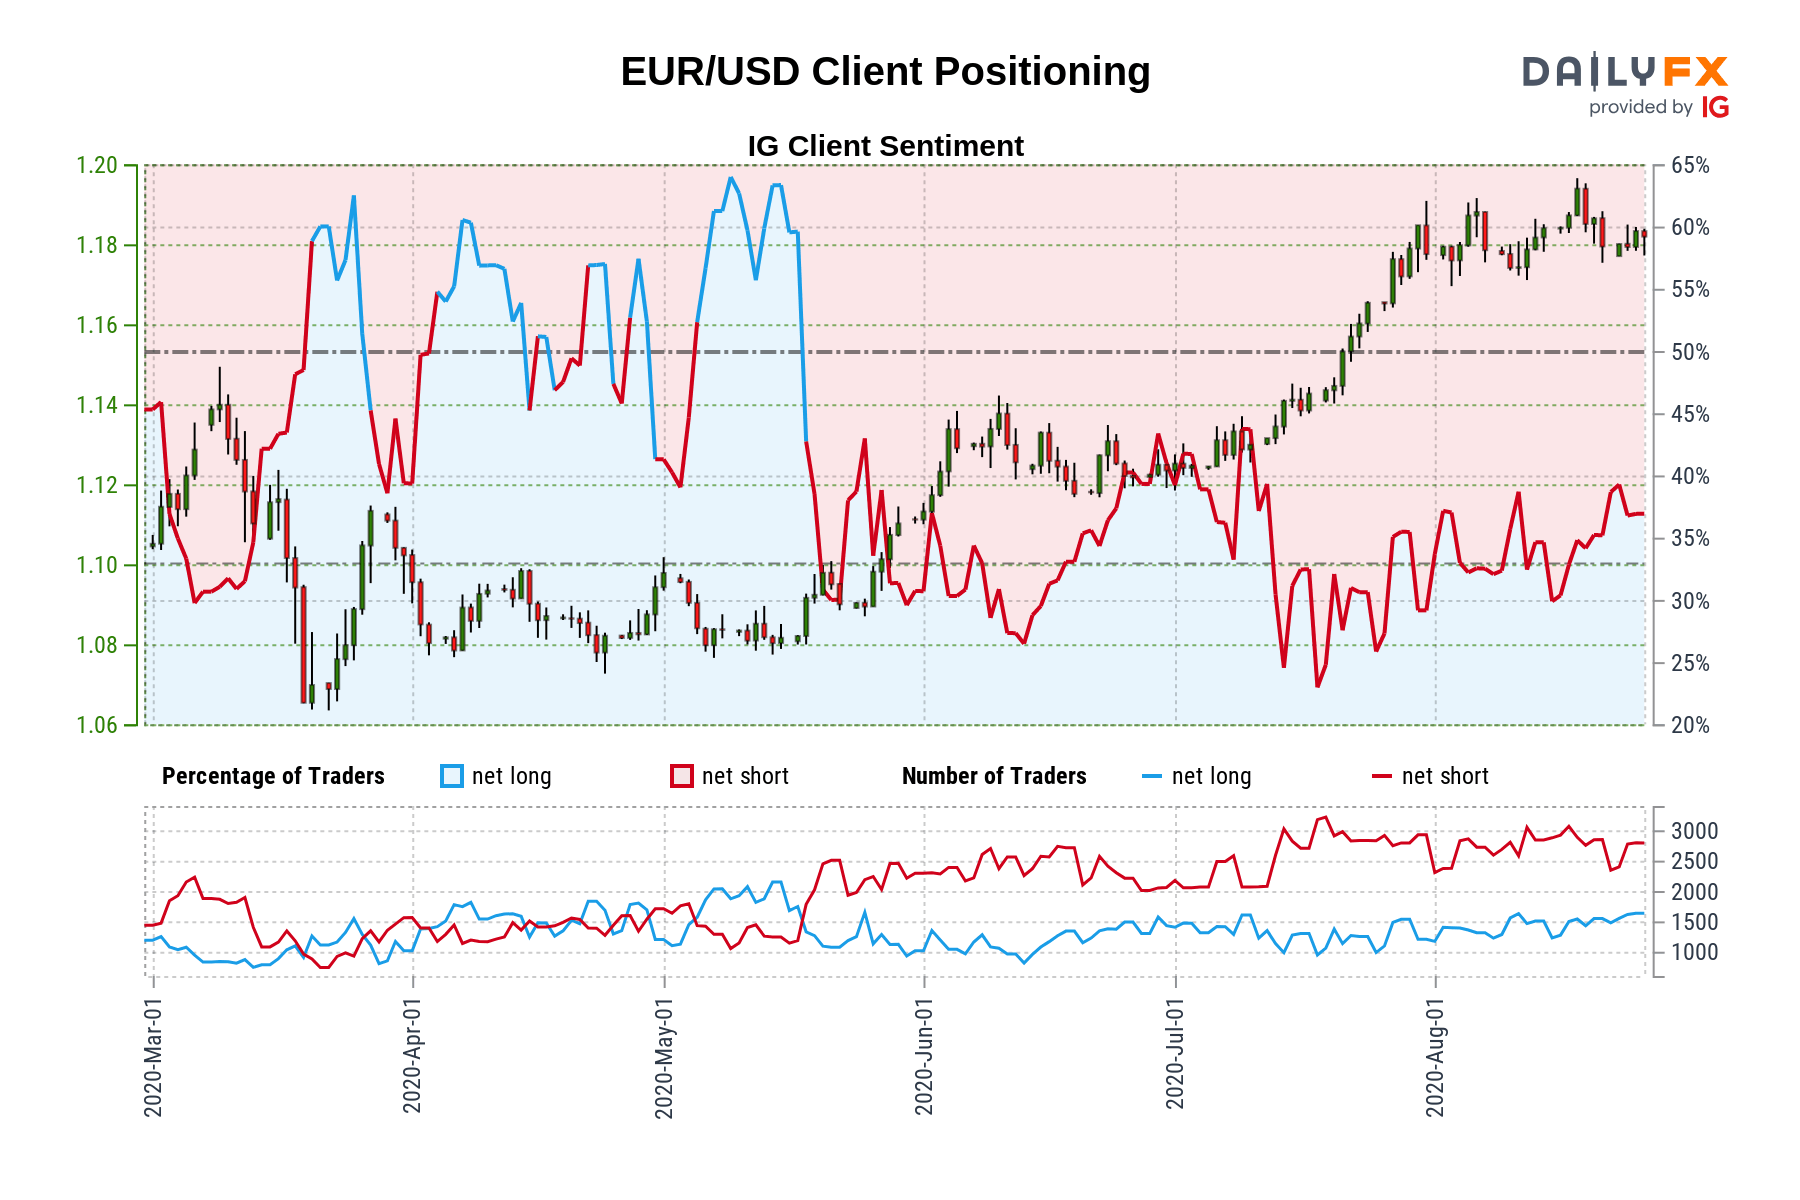 EUR/USD Client Positioning
DAILYFX
provided by IG
IG Client Sentiment
1.20
1.18
1.16
1.14
1.12
1.10
1.08
1.06
65%
60%
55%
50%
45%
40%
35%
30%
25%
20%
Percentage of Traders net long net short Number of Traders net long net short
3000
2500
2000
1500
1000
2020-Mar-01
2020-Apr-01
2020-May-01
2020-Jun-01
2020-Jul-01
2020-Aug-01